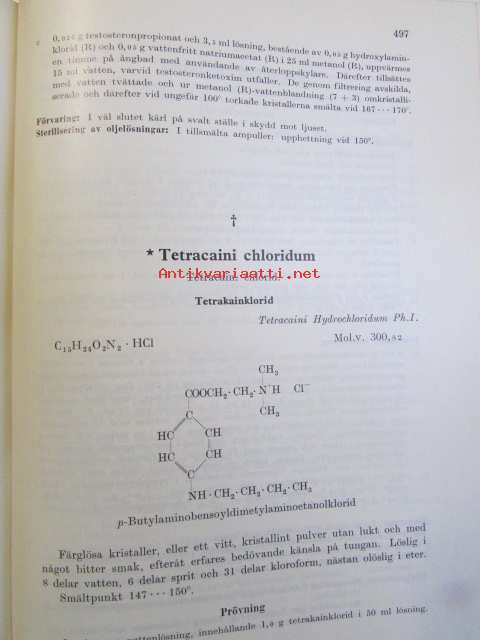 497
0,025 g testosteronpropionat och 3,5 ml lösning, bestående av 0,05 g hydroxylamin-
klorid (R) och 0,05 g vattenfritt natriumacetat (R) i 25 ml metanol (R), uppvärmes
en timme på ångbad med användande av återloppskylare. Därefter tillsättes
15 ml vatten, varvid testosteronketoxim utfaller. De genom filtrering avskilda,
med vatten tvättade och ur metanol (R)-vattenblandning (7 + 3) omkristalli-
serade och därefter vid ungefär 100° torkade kristallerna smälta vid 167 ··· 170°.
Förvaring: I väl slutet kärl på svalt ställe i skydd mot ljuset.
Sterilisering av oljelösningar: I tillsmälta ampuller: upphettning vid 150°.
†
* Tetracaini chloridum
Antikvariaatti.net
Tetracain. chlorid.
Tetrakainklorid
Tetracaini Hydrochloridum Ph.I.
C₁₅H₂₄O₂N₂ · HCl
Mol.v. 300,82
CH₃
COOCH₂·CH₂·N⁺H Cl⁻
CH₃
C
HC CH
HC CH
C
NH·CH₂·CH₂·CH₂·CH₃
p-Butylaminobensoyldimetylaminoetanolklorid
Färglösa kristaller, eller ett vitt, kristallint pulver utan lukt och med
något bitter smak, efteråt erfares bedövande känsla på tungan. Löslig i
8 delar vatten, 6 delar sprit och 31 delar kloroform, nästan olöslig i eter.
Smältpunkt 147 ··· 150°.
Prövning
vattenlösning, innehållande 1,0 g tetrakainklorid i 50 ml lösning.